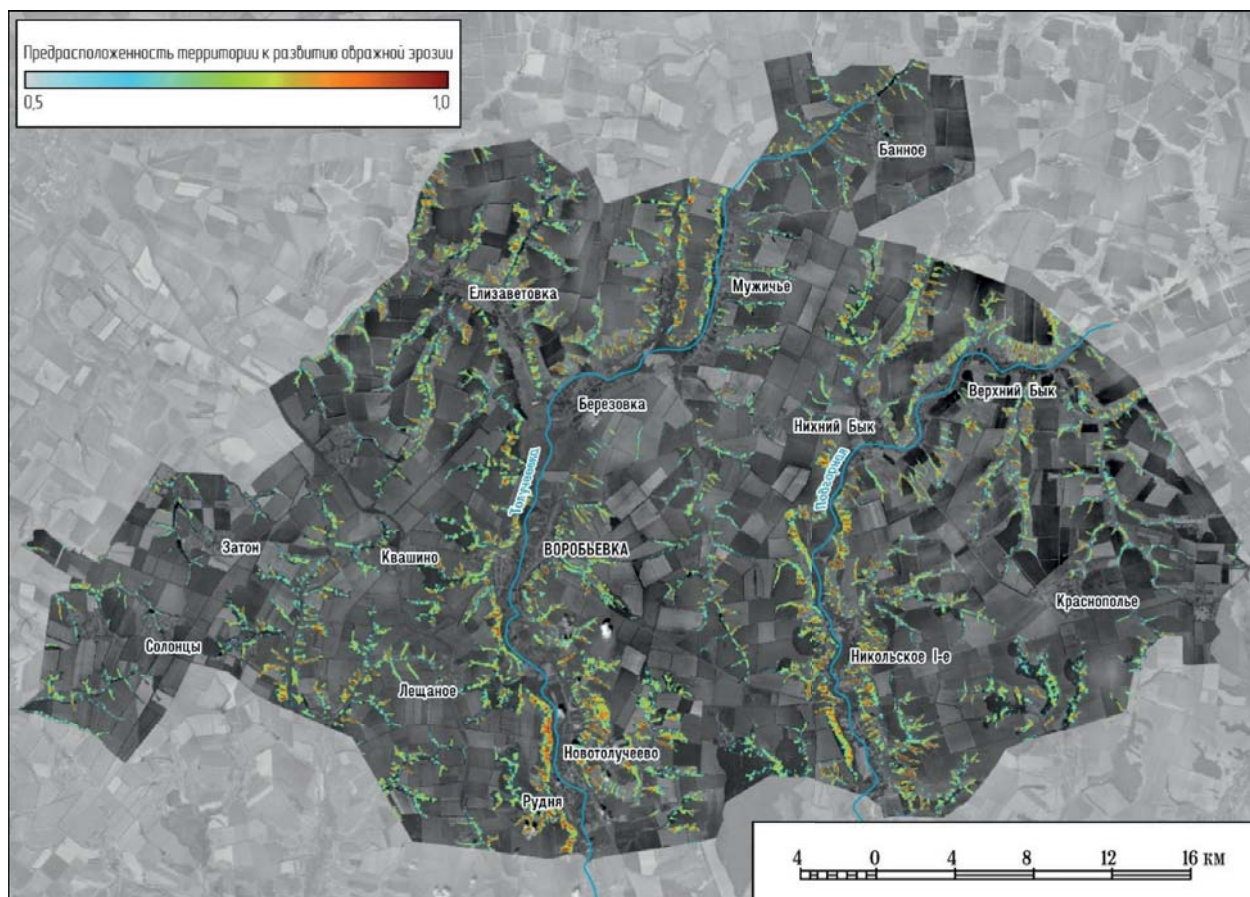 Предрасположенность территории к развитию овражной эрозии
0,5 1,0
Банное
Елизаветовка
Мужичье
Березовка
Верхний Бык
Нихний Бык
Толучеевка
Подгорная
Затон
Квашино
ВОРОБЬЕВКА
Краснополье
Солонцы
Никольское I-е
Лещаное
Новотолучеево
Рудня
4 0 4 8 12 16 км